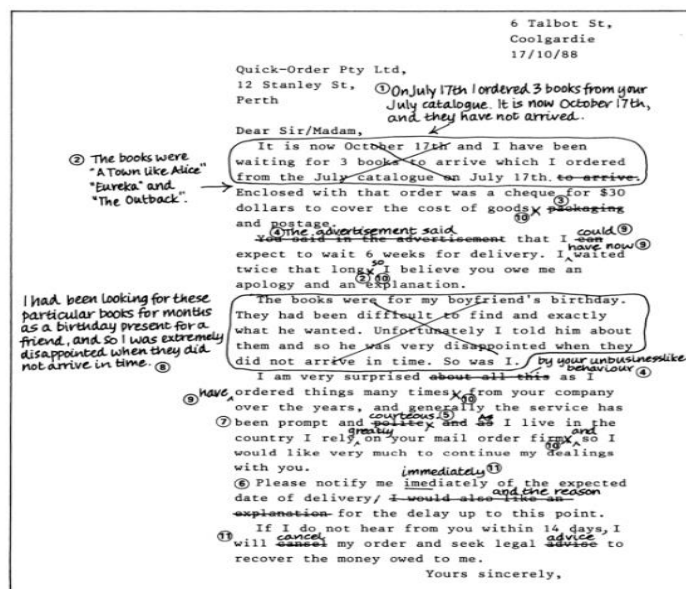 6 Talbot St,
Coolgardie
17/10/88
Quick-Order Pty Ltd,
12 Stanley St,
Perth
① On July 17th I ordered 3 books from your
July catalogue. It is now October 17th,
and they have not arrived.
Dear Sir/Madam,
It is now October 17th and I have been
waiting for 3 books to arrive which I ordered
from the July catalogue on July 17th. to arrive.
② The books were
"A Town like Alice"
"Eureka" and
"The Outback".
Enclosed with that order was a cheque for $30
dollars to cover the cost of goods, packaging
③
⑩
and postage.
④ The advertisement said
could ⑨
You said in the advertisement that I can
have now ⑨
expect to wait 6 weeks for delivery. I waited
so
twice that long, I believe you owe me an
② ⑩
apology and an explanation.
The books were for my boyfriend's birthday.
They had been difficult to find and exactly
what he wanted. Unfortunately I told him about
them and so he was very disappointed when they
did not arrive in time. So was I.
I had been looking for these
particular books for months
as a birthday present for a
friend, and so I was extremely
disappointed when they did
not arrive in time. ⑧
by your unbusinesslike
behaviour ④
I am very surprised about all this as I
⑨ have ordered things many times, from your company
⑩
over the years, and generally the service has
courteous. ⑤ As
⑦ been prompt and polite, and as I live in the
greatly
and
country I rely on your mail order firm, so I
⑩
would like very much to continue my dealings
with you.
immediately ⑪
⑥ Please notify me imediately of the expected
and the reason
date of delivery/ I would also like an
explanation for the delay up to this point.
If I do not hear from you within 14 days, I
cancel
advice
⑪ will cansel my order and seek legal advise to
recover the money owed to me.
Yours sincerely,